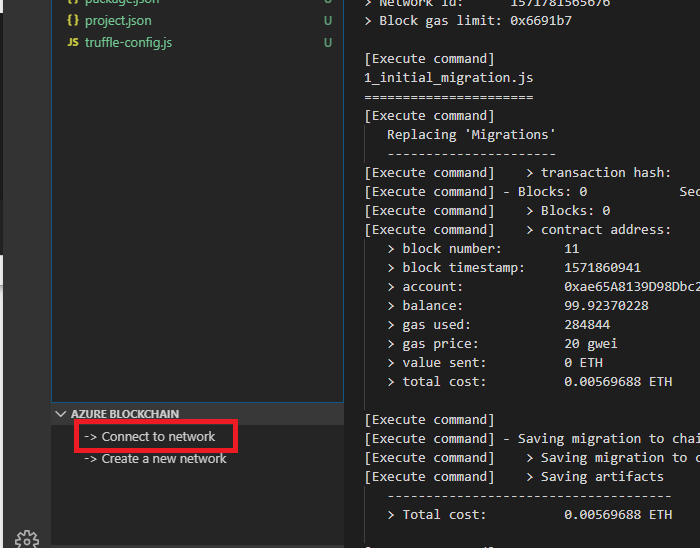 package.json
{} project.json U
JS truffle-config.js U
AZURE BLOCKCHAIN
-> Connect to network
-> Create a new network
> Network id: 1571781565676
> Block gas limit: 0x6691b7
[Execute command]
1_initial_migration.js
======================
[Execute command]
Replacing 'Migrations'
----------------------
[Execute command] > transaction hash:
[Execute command] - Blocks: 0 Sec
[Execute command] > Blocks: 0
[Execute command] > contract address:
> block number: 11
> block timestamp: 1571860941
> account: 0xae65A8139D98Dbc2
> balance: 99.92370228
> gas used: 284844
> gas price: 20 gwei
> value sent: 0 ETH
> total cost: 0.00569688 ETH
[Execute command]
[Execute command] - Saving migration to chai
[Execute command] > Saving migration to c
[Execute command] > Saving artifacts
-------------------------------------
> Total cost: 0.00569688 ETH